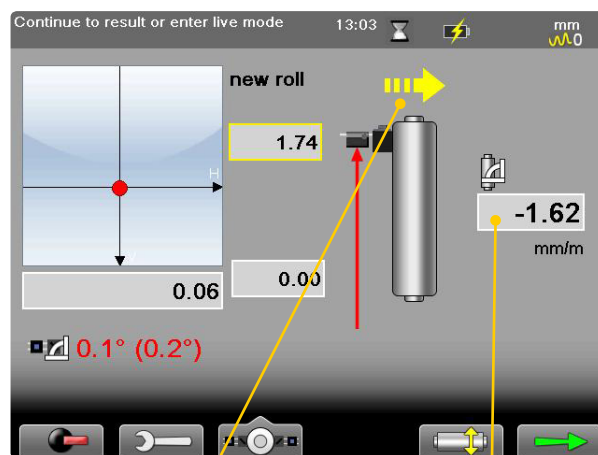 Continue to result or enter live mode
13:03
mm
0
new roll
1.74
H
V
-1.62
mm/m
0.06
0.00
0.1° (0.2°)